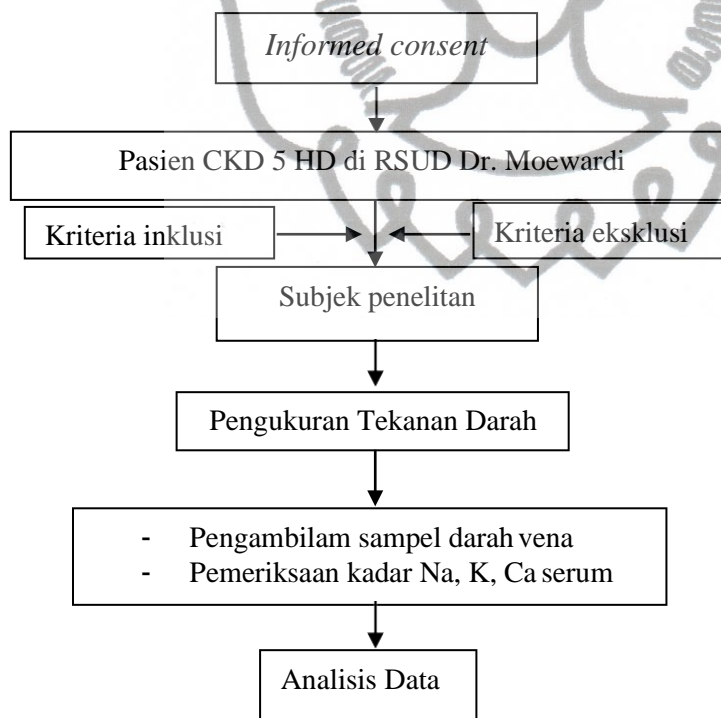 Informed consent
Pasien CKD 5 HD di RSUD Dr. Moewardi
Kriteria inklusi
Kriteria eksklusi
Subjek penelitan
Pengukuran Tekanan Darah
- Pengambilam sampel darah vena
- Pemeriksaan kadar Na, K, Ca serum
Analisis Data